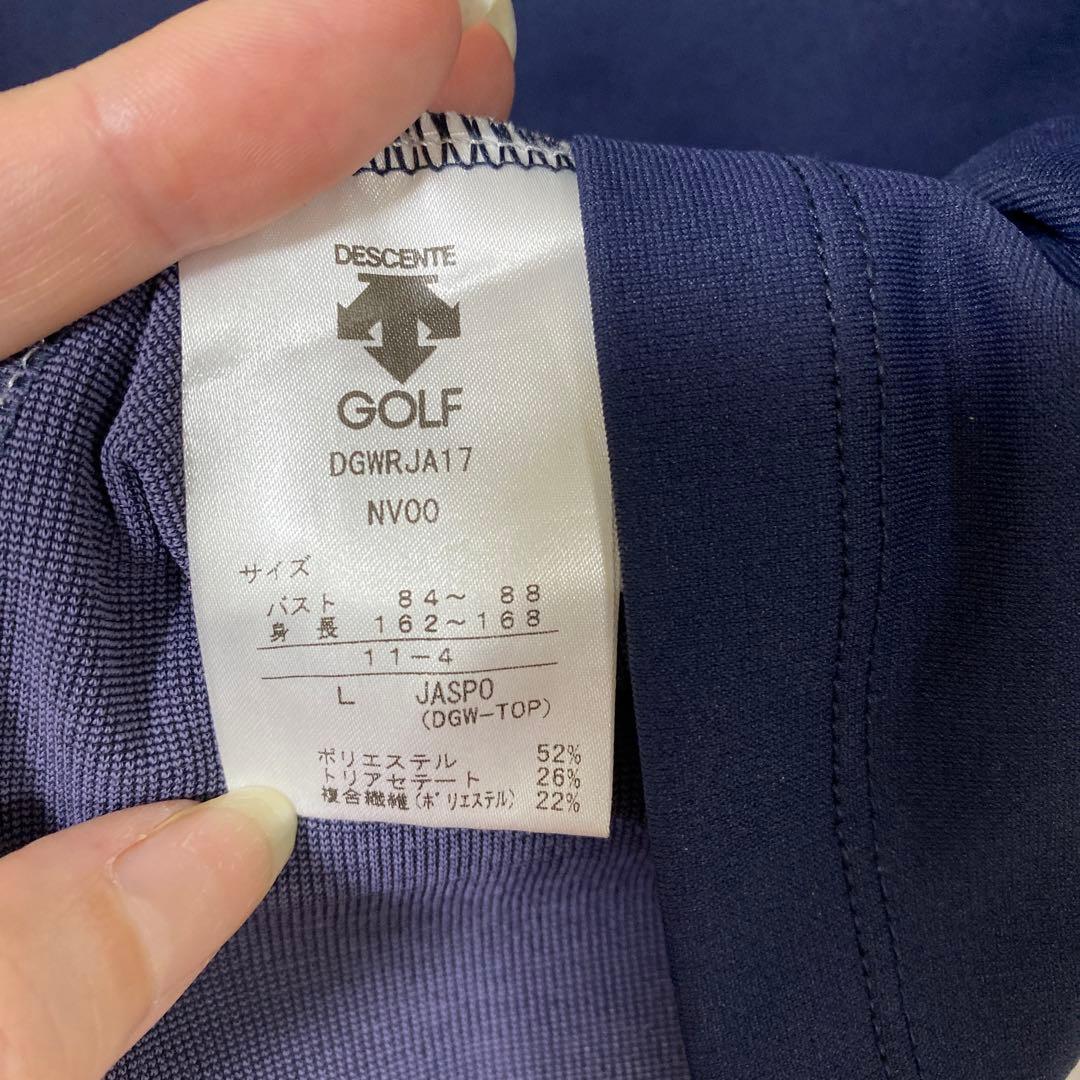 DESCENTE
GOLF
DGWRJA17
NV00
サイズ
バスト 84～ 88
身長 162～168
11-4
L JASPO
(DGW-TOP)
ポリエステル 52%
トリアセテート 26%
複合繊維(ポリエステル) 22%